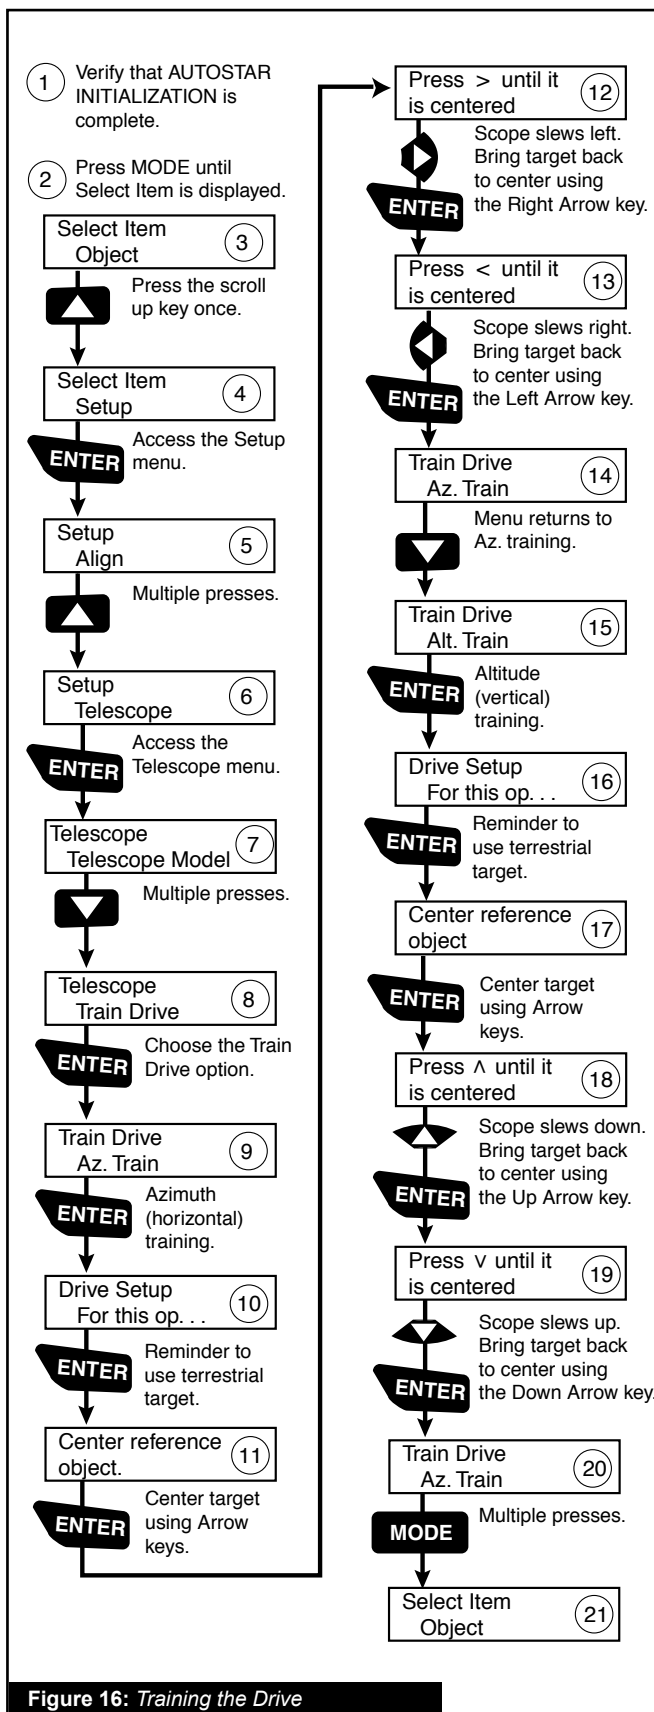 1
Verify that AUTOSTAR
INITIALIZATION is
complete.
2
Press MODE until
Select Item is displayed.
Select Item
Object
3
Press the scroll
up key once.
Select Item
Setup
4
ENTER
Access the Setup
menu.
Setup
Align
5
Multiple presses.
Setup
Telescope
6
ENTER
Access the
Telescope menu.
Telescope
Telescope Model
7
Multiple presses.
Telescope
Train Drive
8
ENTER
Choose the Train
Drive option.
Train Drive
Az. Train
9
ENTER
Azimuth
(horizontal)
training.
Drive Setup
For this op. . .
10
ENTER
Reminder to
use terrestrial
target.
Center reference
object.
11
ENTER
Center target
using Arrow
keys.
Press > until it
is centered
12
Scope slews left.
Bring target back
to center using
the Right Arrow key.
ENTER
Press < until it
is centered
13
Scope slews right.
Bring target back
to center using
the Left Arrow key.
ENTER
Train Drive
Az. Train
14
Menu returns to
Az. training.
Train Drive
Alt. Train
15
ENTER
Altitude
(vertical)
training.
Drive Setup
For this op. . .
16
ENTER
Reminder to
use terrestrial
target.
Center reference
object
17
ENTER
Center target
using Arrow
keys.
Press ∧ until it
is centered
18
Scope slews down.
Bring target back
to center using
the Up Arrow key.
ENTER
Press ∨ until it
is centered
19
Scope slews up.
Bring target back
to center using
the Down Arrow key.
ENTER
Train Drive
Az. Train
20
MODE
Multiple presses.
Select Item
Object
21
Figure 16: Training the Drive